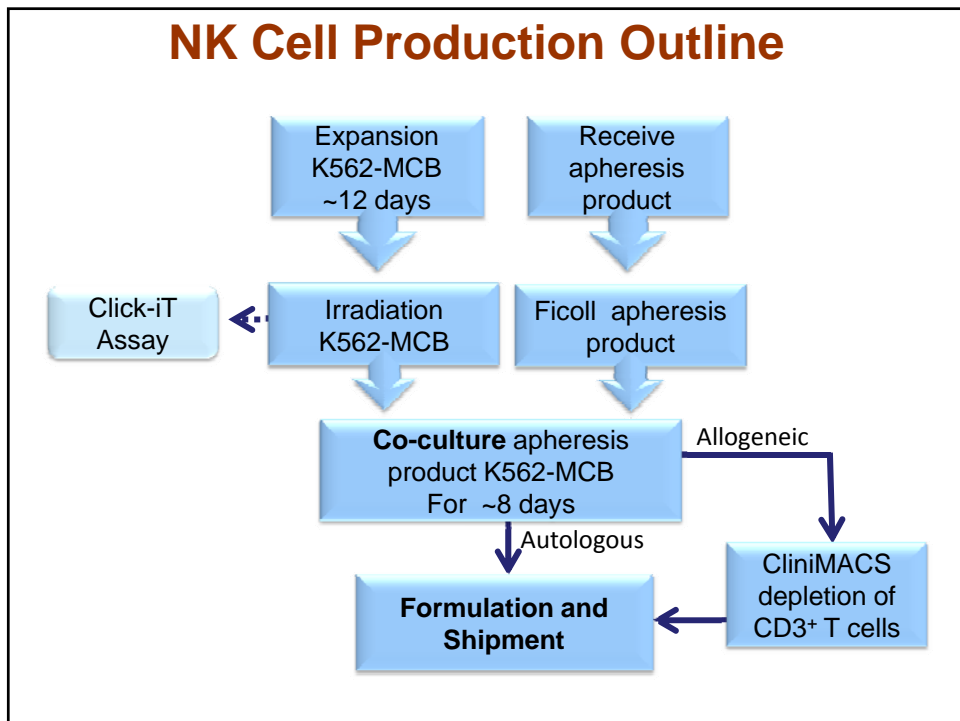 NK Cell Production Outline
Expansion
K562-MCB
~12 days
Receive
apheresis
product
Click-iT
Assay
Irradiation
K562-MCB
Ficoll apheresis
product
Co-culture apheresis
product K562-MCB
For ~8 days
Allogeneic
Autologous
CliniMACS
depletion of
CD3⁺ T cells
Formulation and
Shipment